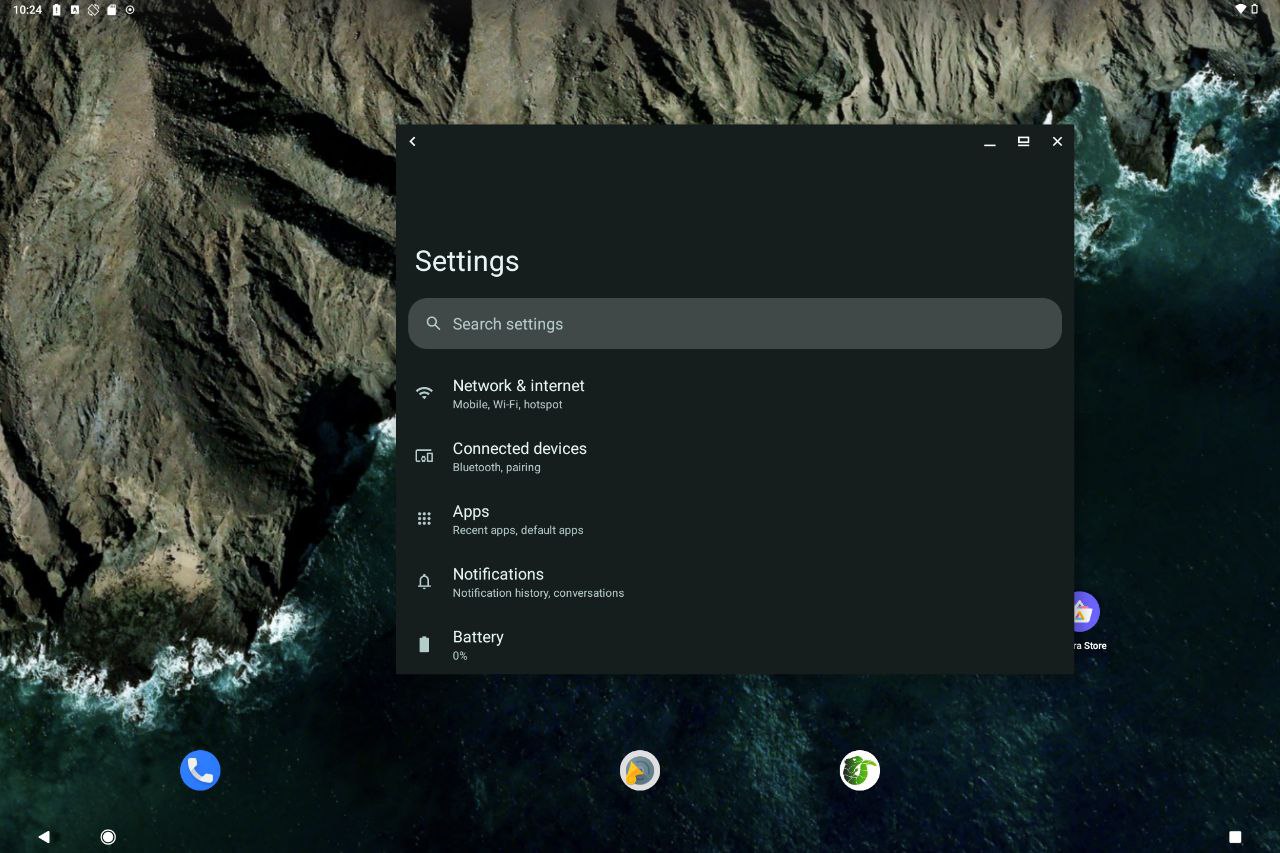 10:24
Settings
Search settings
Network & internet
Mobile, Wi-Fi, hotspot
Connected devices
Bluetooth, pairing
Apps
Recent apps, default apps
Notifications
Notification history, conversations
Battery
0%
ra Store